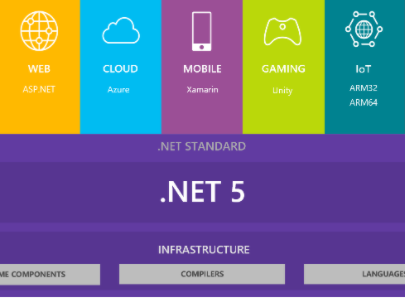 WEB CLOUD MOBILE GAMING IoT
ASP.NET Azure Xamarin Unity ARM32
ARM64
.NET STANDARD
.NET 5
INFRASTRUCTURE
ME COMPONENTS COMPILERS LANGUAGES